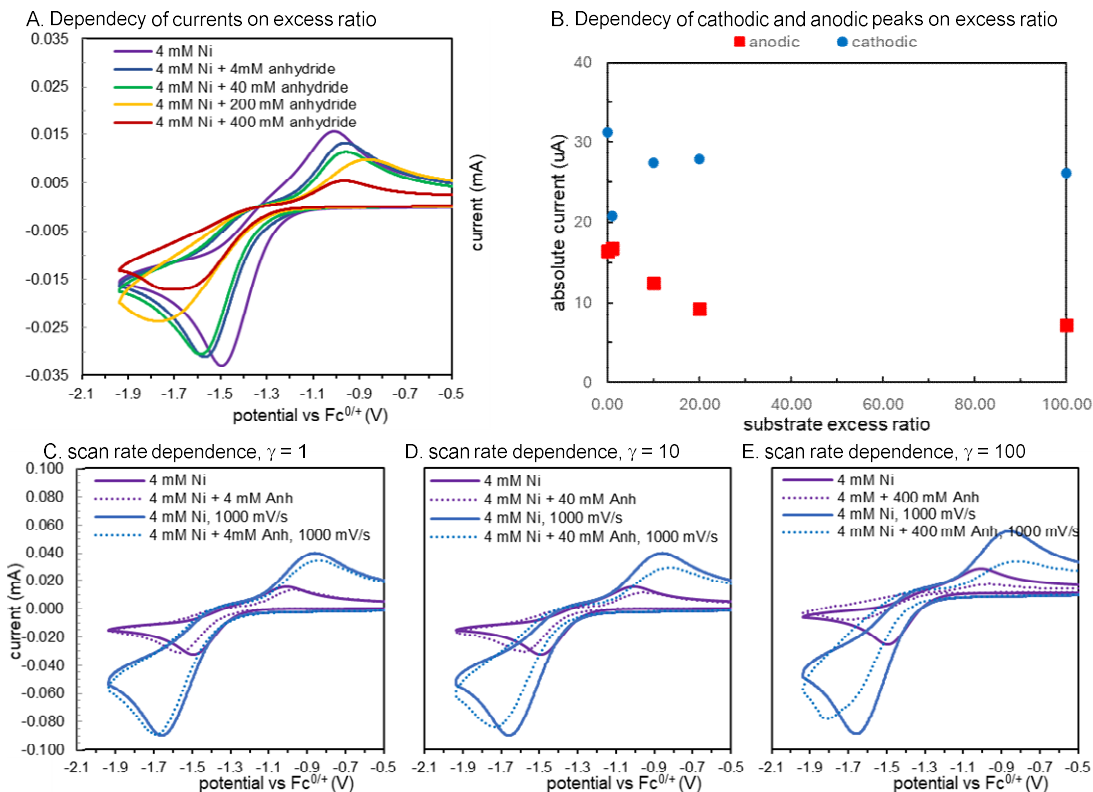 A. Dependecy of currents on excess ratio
0.035
0.025
0.015
0.005
-0.005
-0.015
-0.025
-0.035
4 mM Ni
4 mM Ni + 4mM anhydride
4 mM Ni + 40 mM anhydride
4 mM Ni + 200 mM anhydride
4 mM Ni + 400 mM anhydride
current (mA)
-2.1 -1.9 -1.7 -1.5 -1.3 -1.1 -0.9 -0.7 -0.5
potential vs Fc0/+ (V)
B. Dependecy of cathodic and anodic peaks on excess ratio
anodic cathodic
absolute current (uA)
40
30
20
10
0
0.00 20.00 40.00 60.00 80.00 100.00
substrate excess ratio
C. scan rate dependence, γ = 1
current (mA)
0.100
0.080
0.060
0.040
0.020
0.000
-0.020
-0.040
-0.060
-0.080
-0.100
4 mM Ni
4 mM Ni + 4 mM Anh
4 mM Ni, 1000 mV/s
4 mM Ni + 4mM Anh, 1000 mV/s
-2.1 -1.9 -1.7 -1.5 -1.3 -1.1 -0.9 -0.7 -0.5
potential vs Fc0/+ (V)
D. scan rate dependence, γ = 10
4 mM Ni
4 mM Ni + 40 mM Anh
4 mM Ni, 1000 mV/s
4 mM Ni + 40 mM Anh, 1000 mV/s
-2.1 -1.9 -1.7 -1.5 -1.3 -1.1 -0.9 -0.7 -0.5
potential vs Fc0/+ (V)
E. scan rate dependence, γ = 100
4 mM Ni
4 mM + 400 mM Anh
4 mM Ni, 1000 mV/s
4 mM Ni + 400 mM Anh, 1000 mV/s
-2.1 -1.9 -1.7 -1.5 -1.3 -1.1 -0.9 -0.7 -0.5
potential vs Fc0/+ (V)